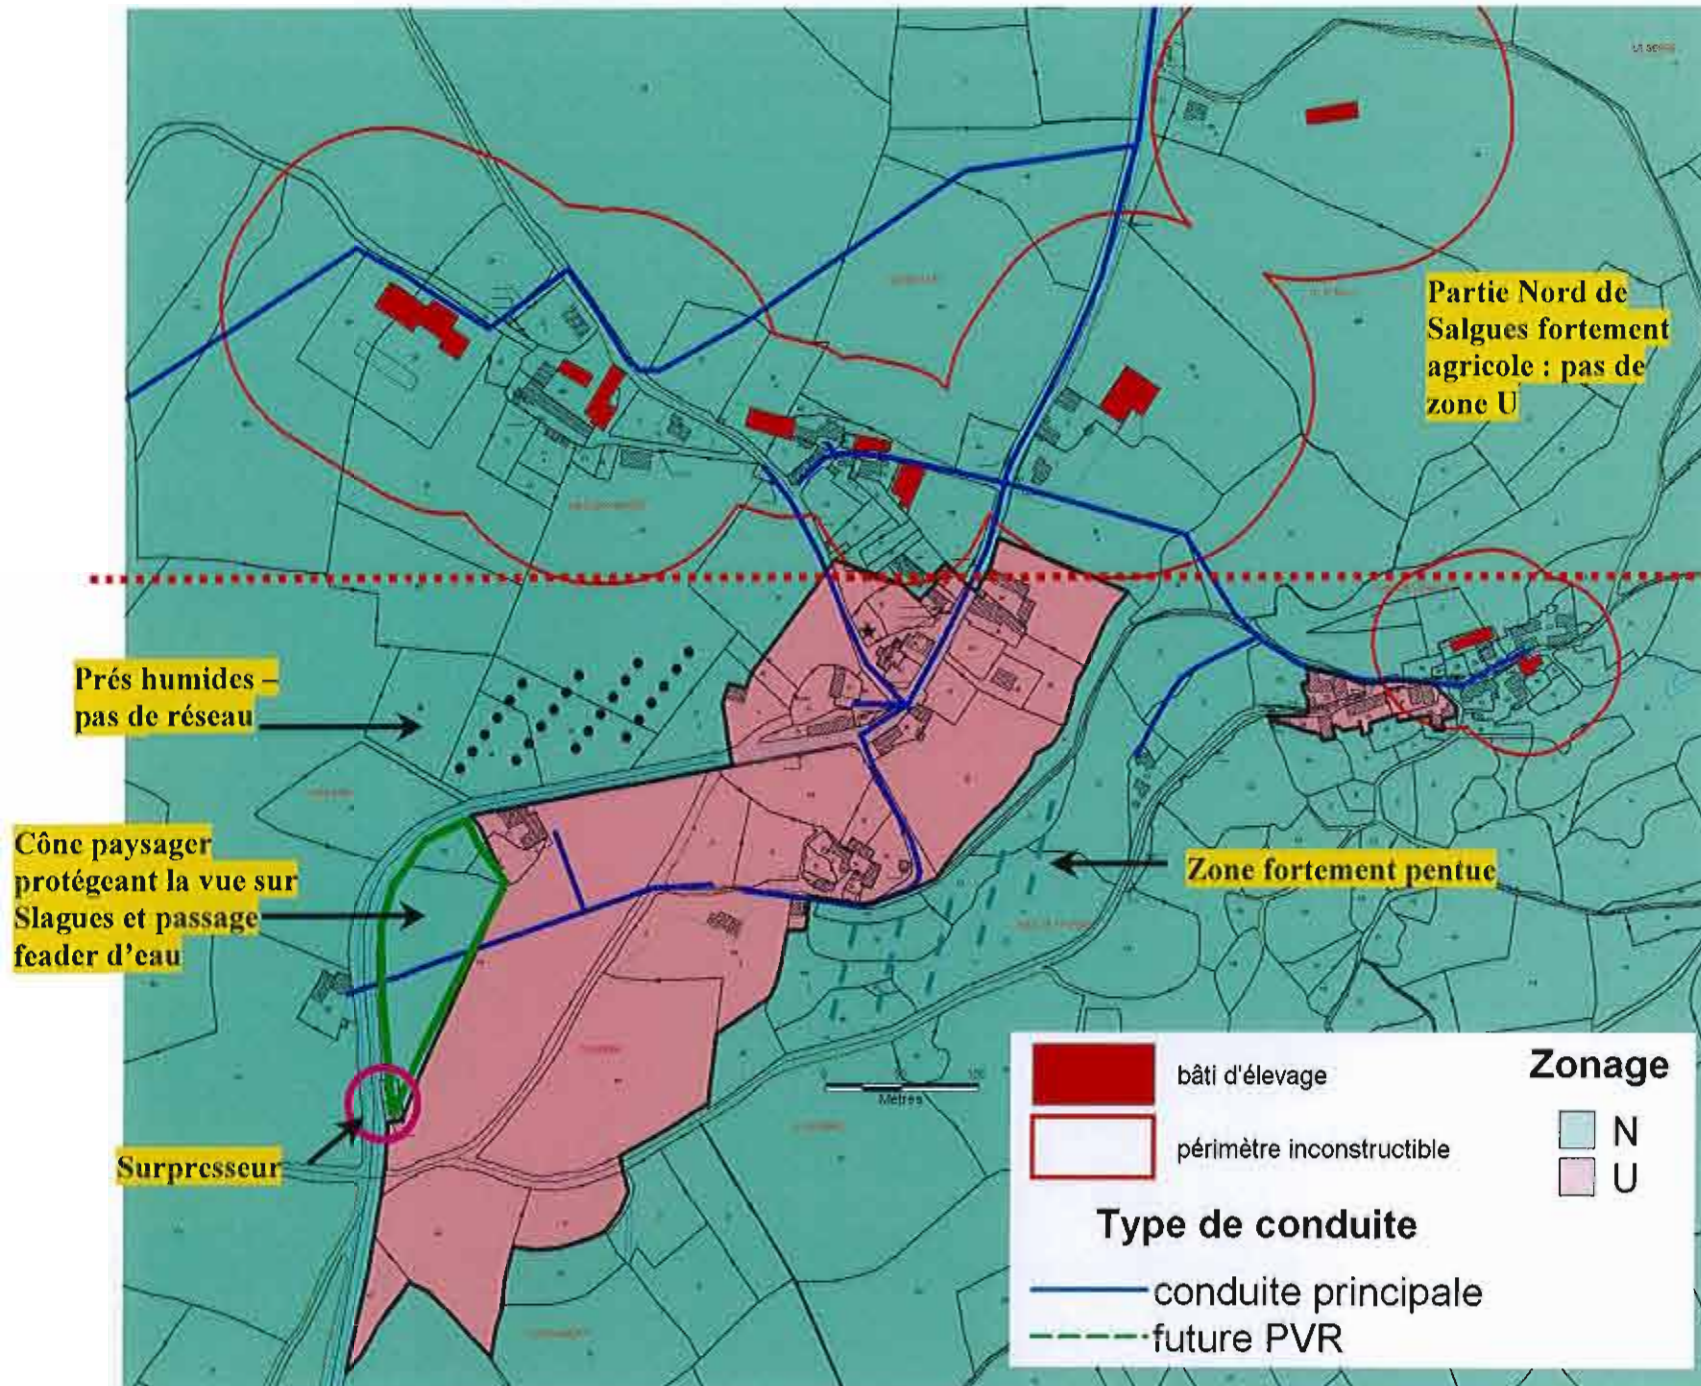 Partie Nord de
Salgues fortement
agricole : pas de
zone U
Prés humides –
pas de réseau
Cône paysager
protégeant la vue sur
Slagues et passage
feader d'eau
Zone fortement pentue
Surpresseur
Mètres
bâti d'élevage
périmètre inconstructible
Zonage
N
U
Type de conduite
conduite principale
future PVR